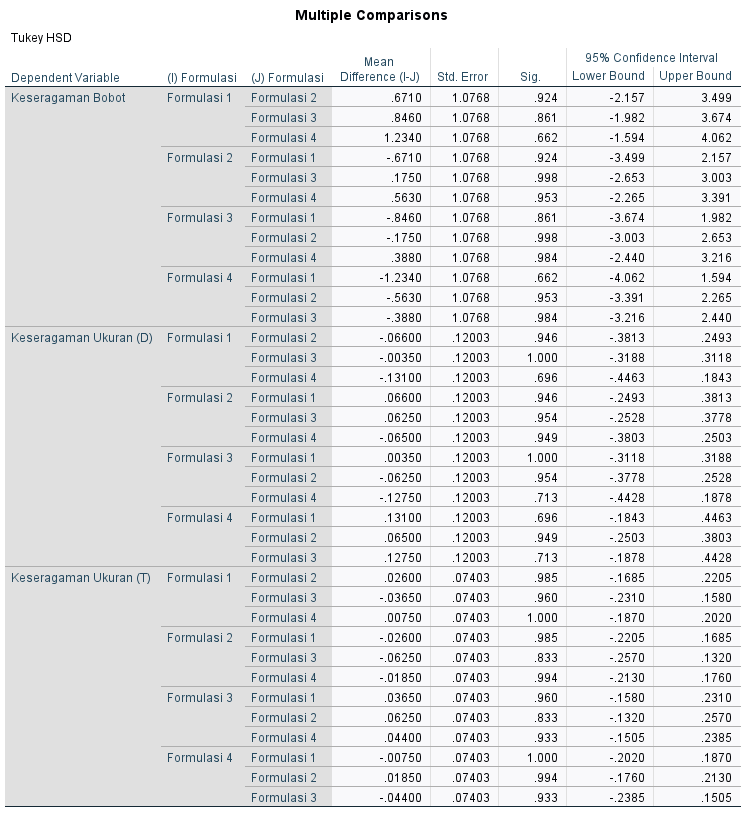 Multiple Comparisons
Tukey HSD
Dependent Variable (I) Formulasi (J) Formulasi Mean Difference (I-J) Std. Error Sig. 95% Confidence Interval Lower Bound Upper Bound
Keseragaman Bobot Formulasi 1 Formulasi 2 .6710 1.0768 .924 -2.157 3.499
Formulasi 3 .8460 1.0768 .861 -1.982 3.674
Formulasi 4 1.2340 1.0768 .662 -1.594 4.062
Formulasi 2 Formulasi 1 -.6710 1.0768 .924 -3.499 2.157
Formulasi 3 .1750 1.0768 .998 -2.653 3.003
Formulasi 4 .5630 1.0768 .953 -2.265 3.391
Formulasi 3 Formulasi 1 -.8460 1.0768 .861 -3.674 1.982
Formulasi 2 -.1750 1.0768 .998 -3.003 2.653
Formulasi 4 .3880 1.0768 .984 -2.440 3.216
Formulasi 4 Formulasi 1 -1.2340 1.0768 .662 -4.062 1.594
Formulasi 2 -.5630 1.0768 .953 -3.391 2.265
Formulasi 3 -.3880 1.0768 .984 -3.216 2.440
Keseragaman Ukuran (D) Formulasi 1 Formulasi 2 -.06600 .12003 .946 -.3813 .2493
Formulasi 3 -.00350 .12003 1.000 -.3188 .3118
Formulasi 4 -.13100 .12003 .696 -.4463 .1843
Formulasi 2 Formulasi 1 .06600 .12003 .946 -.2493 .3813
Formulasi 3 .06250 .12003 .954 -.2528 .3778
Formulasi 4 -.06500 .12003 .949 -.3803 .2503
Formulasi 3 Formulasi 1 .00350 .12003 1.000 -.3118 .3188
Formulasi 2 -.06250 .12003 .954 -.3778 .2528
Formulasi 4 -.12750 .12003 .713 -.4428 .1878
Formulasi 4 Formulasi 1 .13100 .12003 .696 -.1843 .4463
Formulasi 2 .06500 .12003 .949 -.2503 .3803
Formulasi 3 .12750 .12003 .713 -.1878 .4428
Keseragaman Ukuran (T) Formulasi 1 Formulasi 2 .02600 .07403 .985 -.1685 .2205
Formulasi 3 -.03650 .07403 .960 -.2310 .1580
Formulasi 4 .00750 .07403 1.000 -.1870 .2020
Formulasi 2 Formulasi 1 -.02600 .07403 .985 -.2205 .1685
Formulasi 3 -.06250 .07403 .833 -.2570 .1320
Formulasi 4 -.01850 .07403 .994 -.2130 .1760
Formulasi 3 Formulasi 1 .03650 .07403 .960 -.1580 .2310
Formulasi 2 .06250 .07403 .833 -.1320 .2570
Formulasi 4 .04400 .07403 .933 -.1505 .2385
Formulasi 4 Formulasi 1 -.00750 .07403 1.000 -.2020 .1870
Formulasi 2 .01850 .07403 .994 -.1760 .2130
Formulasi 3 -.04400 .07403 .933 -.2385 .1505